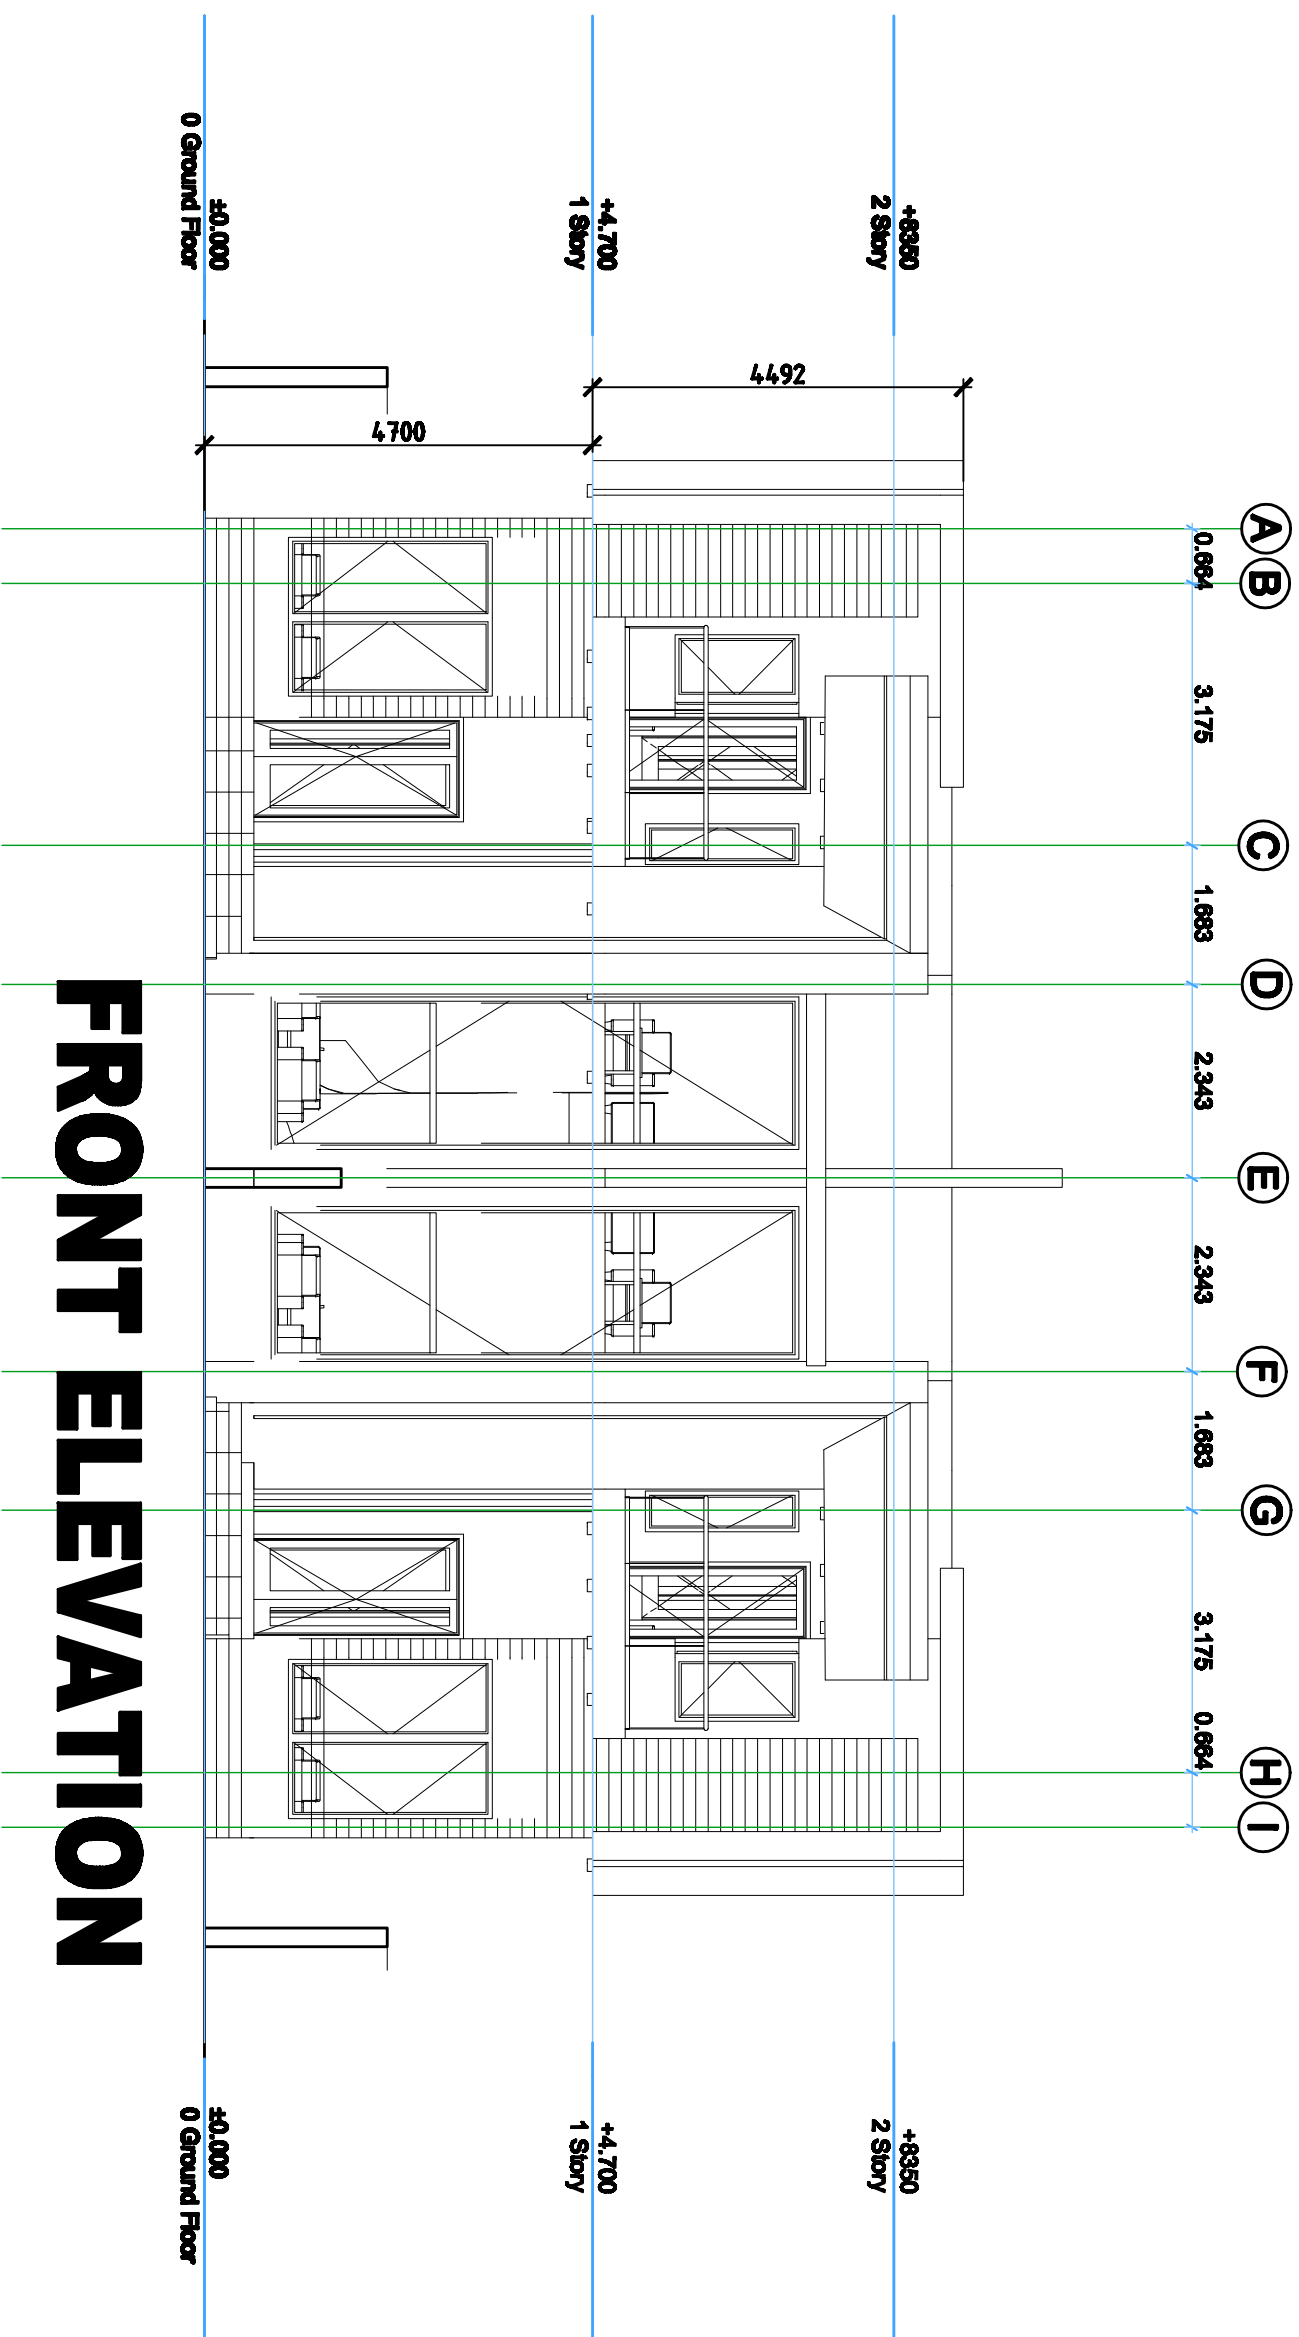 A B C D E F G H I
0.664 3.175 1.683 2.343 2.343 1.683 3.175 0.664
+8350
2 Story
+8350
2 Story
4492
+4.700
1 Story
+4.700
1 Story
4700
±0.000
0 Ground Floor
±0.000
0 Ground Floor
FRONT ELEVATION